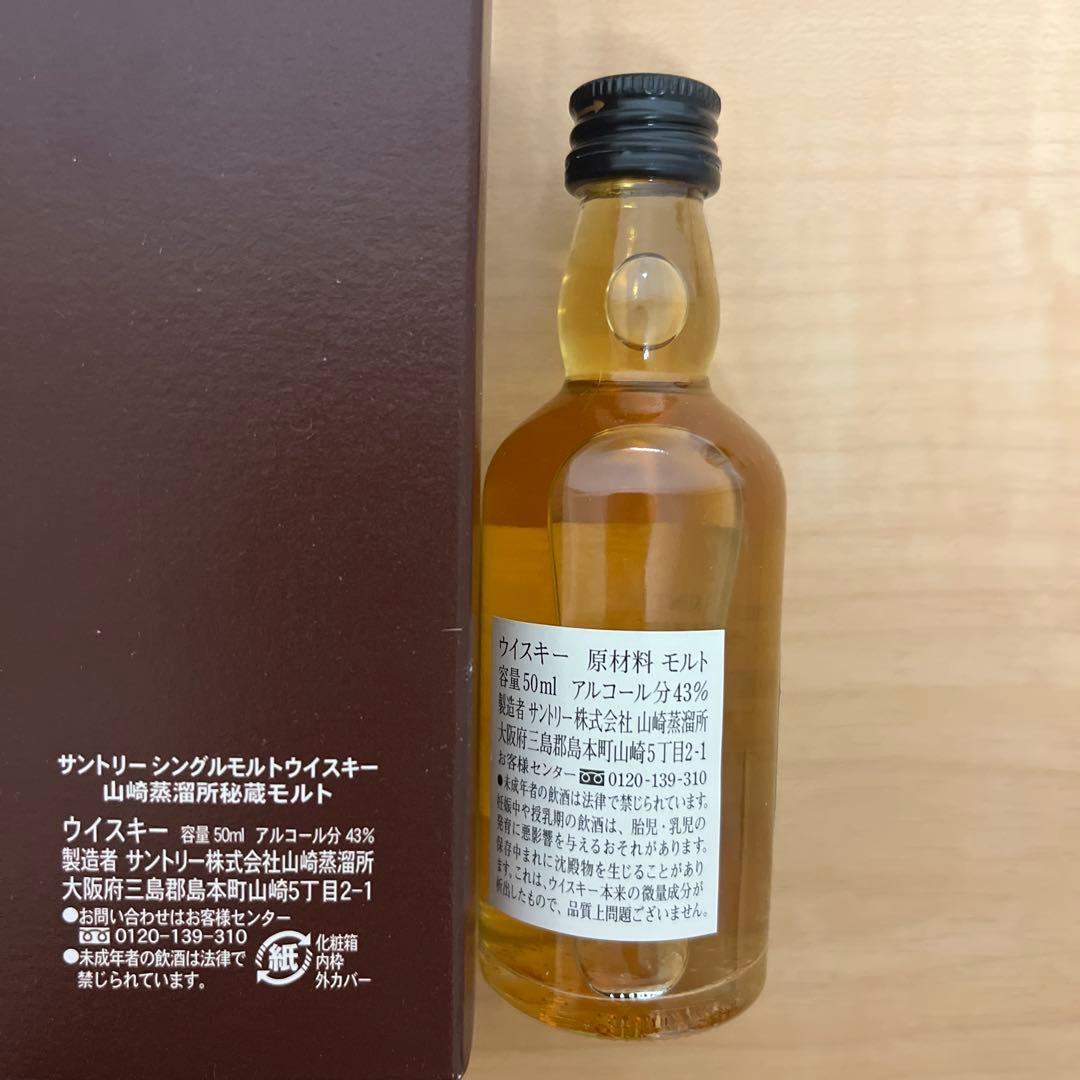 サントリー シングルモルトウイスキー
山崎蒸溜所秘蔵モルト
ウイスキー 容量 50ml アルコール分 43%
製造者 サントリー株式会社山崎蒸溜所
大阪府三島郡島本町山崎5丁目2-1
●お問い合わせはお客様センター
0120-139-310
●未成年者の飲酒は法律で
禁じられています。
紙
化粧箱
内枠
外カバー
ウイスキー 原材料 モルト
容量50ml アルコール分43%
製造者 サントリー株式会社 山崎蒸溜所
大阪府三島郡島本町山崎5丁目2-1
お客様センター 0120-139-310
●未成年者の飲酒は法律で禁じられています。
妊娠中や授乳期の飲酒は、胎児・乳児の
発育に悪影響を与えるおそれがあります。
保存中まれに沈殿物を生じることがあり
ます。これは、ウイスキー本来の微量成分が
析出したもので、品質上問題ございません。